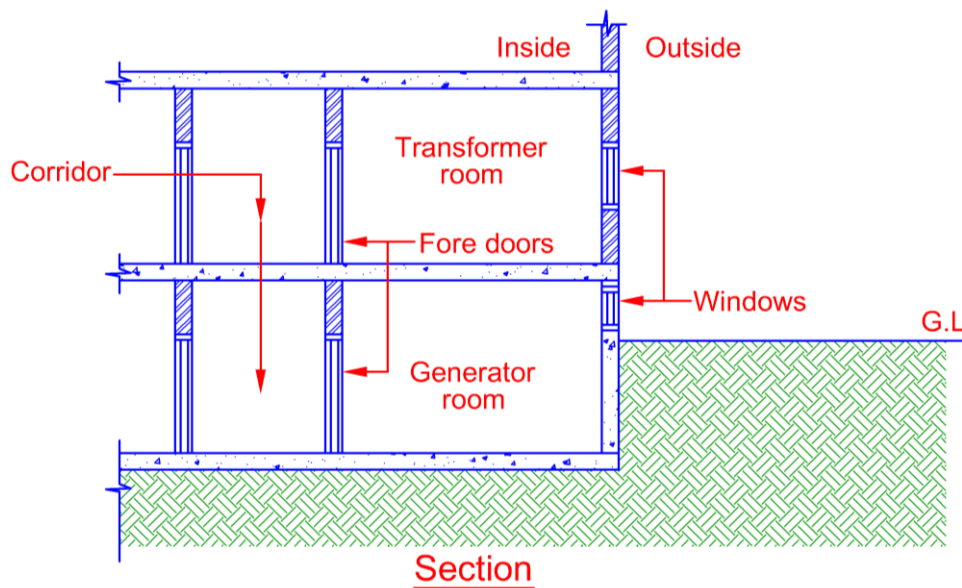 Inside
Outside
Transformer
room
Corridor
Fore doors
Windows
G.L
Generator
room
Section